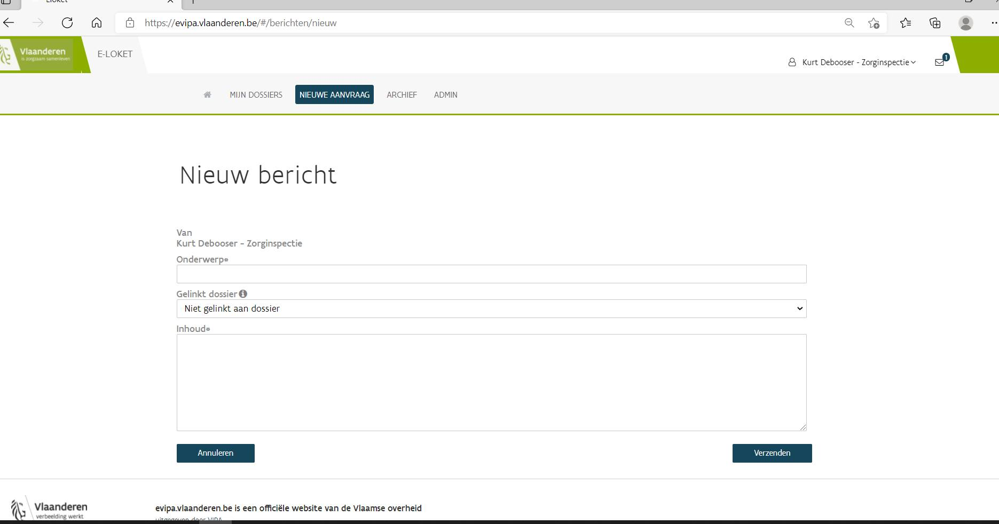 Eloket
https://evipa.vlaanderen.be/#/berichten/nieuw
Vlaanderen
is zorgzaam samenleven
E-LOKET
Kurt Debooser - Zorginspectie
1
MIJN DOSSIERS
NIEUWE AANVRAAG
ARCHIEF
ADMIN
Nieuw bericht
Van
Kurt Debooser - Zorginspectie
Onderwerp*
Gelinkt dossier
Niet gelinkt aan dossier
Inhoud*
Annuleren
Verzenden
Vlaanderen
verbeelding werkt
evipa.vlaanderen.be is een officiële website van de Vlaamse overheid
uitgegeven door VIPA